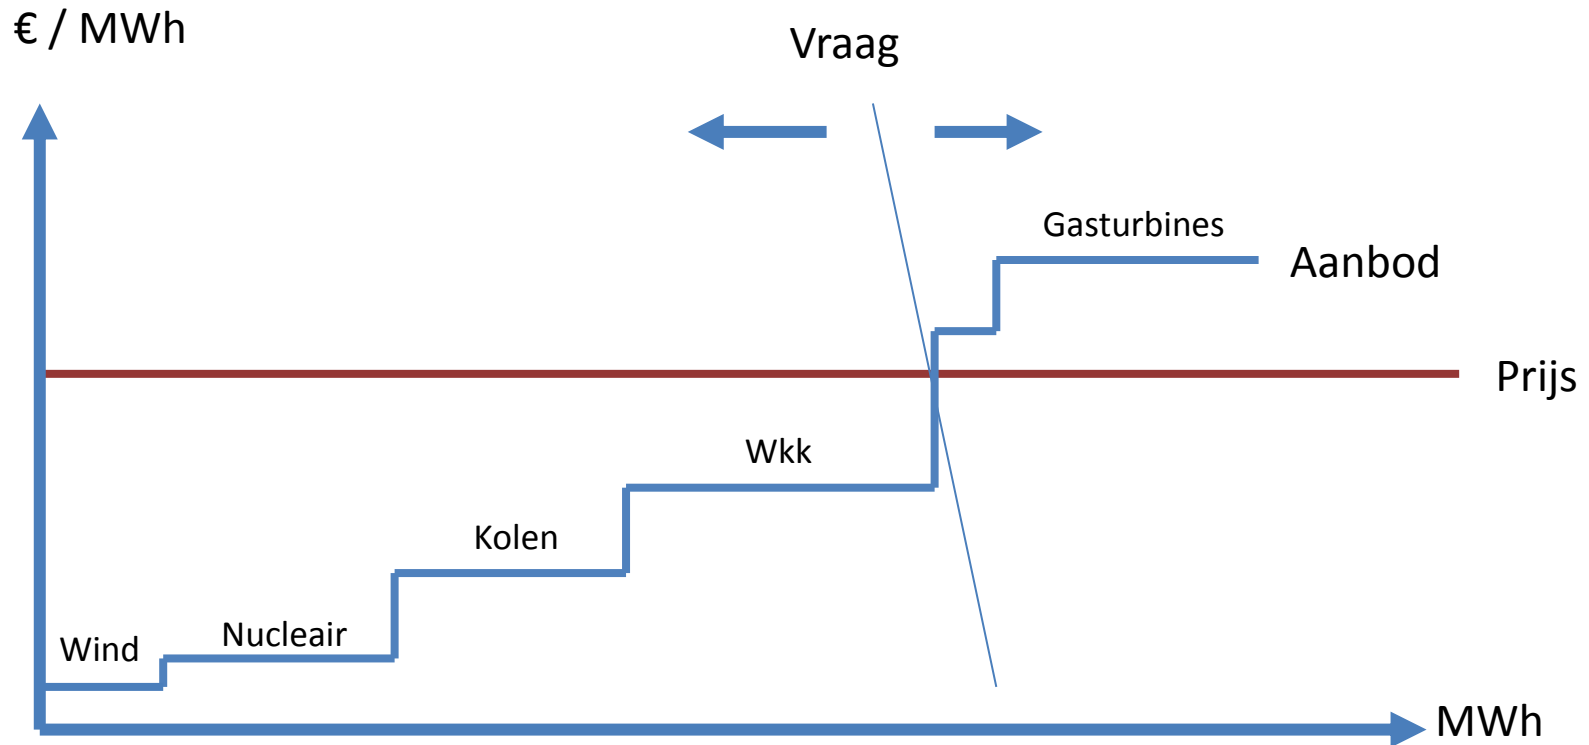 € / MWh
Vraag
Gasturbines
Aanbod
Prijs
Wkk
Kolen
Nucleair
Wind
MWh